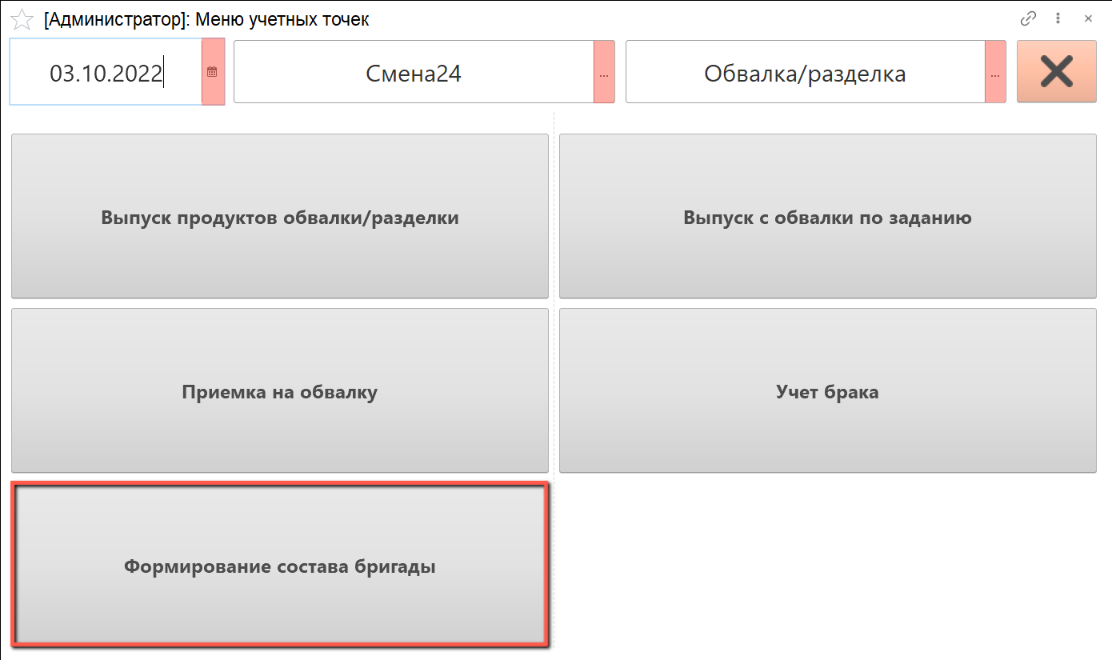 [Администратор]: Меню учетных точек
03.10.2022
Смена24
...
Обвалка/разделка
...
Выпуск продуктов обвалки/разделки
Выпуск с обвалки по заданию
Приемка на обвалку
Учет брака
Формирование состава бригады